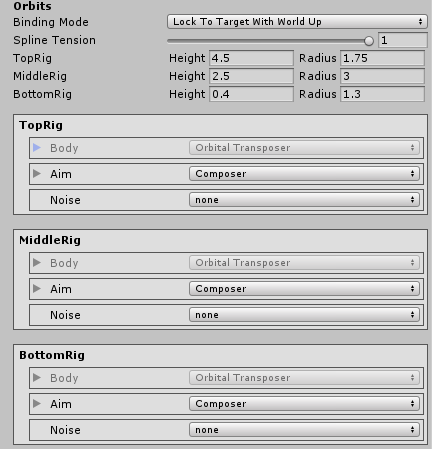 Orbits
Binding Mode Lock To Target With World Up
Spline Tension 1
TopRig Height 4.5 Radius 1.75
MiddleRig Height 2.5 Radius 3
BottomRig Height 0.4 Radius 1.3
TopRig
Body Orbital Transposer
Aim Composer
Noise none
MiddleRig
Body Orbital Transposer
Aim Composer
Noise none
BottomRig
Body Orbital Transposer
Aim Composer
Noise none